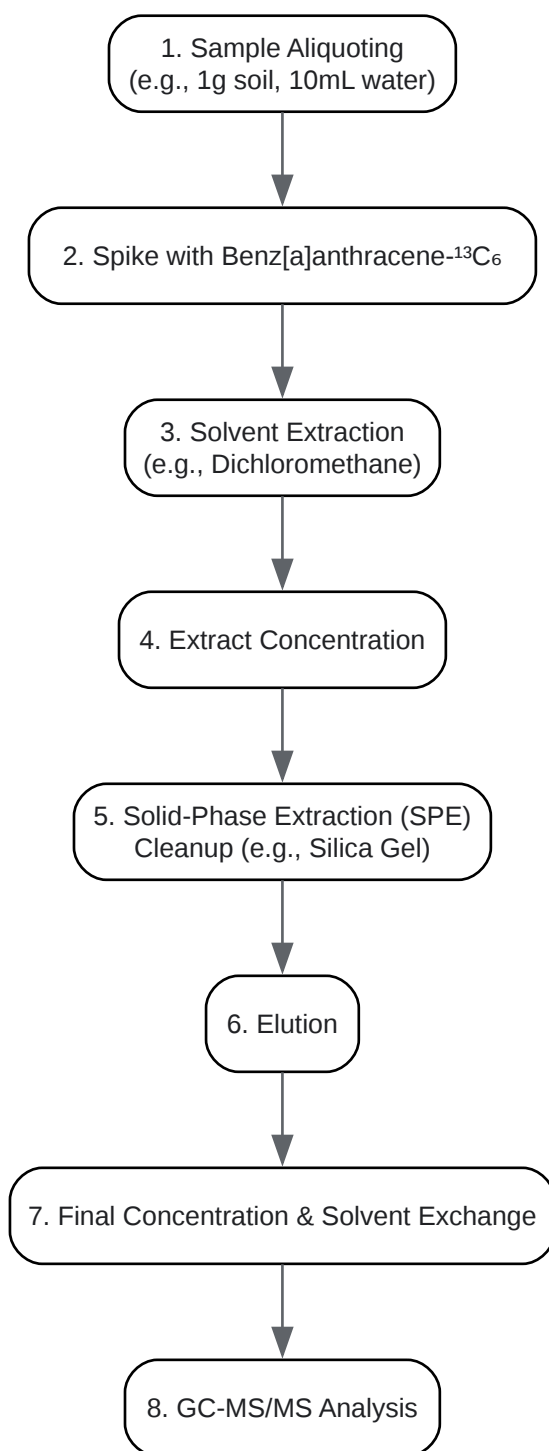 1. Sample Aliquoting
(e.g., 1g soil, 10mL water)
2. Spike with Benz[a]anthracene-¹³C₆
3. Solvent Extraction
(e.g., Dichloromethane)
4. Extract Concentration
5. Solid-Phase Extraction (SPE)
Cleanup (e.g., Silica Gel)
6. Elution
7. Final Concentration & Solvent Exchange
8. GC-MS/MS Analysis